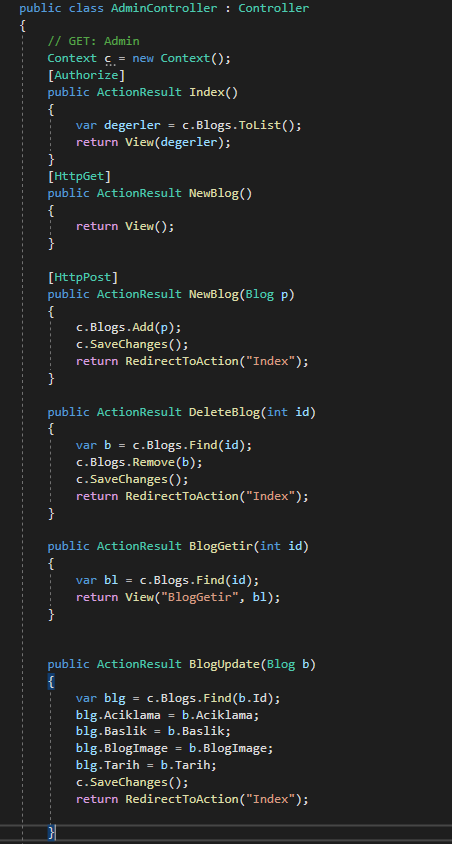 public class AdminController : Controller
{
// GET: Admin
Context c = new Context();
[Authorize]
public ActionResult Index()
{
var degerler = c.Blogs.ToList();
return View(degerler);
}
[HttpGet]
public ActionResult NewBlog()
{
return View();
}
[HttpPost]
public ActionResult NewBlog(Blog p)
{
c.Blogs.Add(p);
c.SaveChanges();
return RedirectToAction("Index");
}
public ActionResult DeleteBlog(int id)
{
var b = c.Blogs.Find(id);
c.Blogs.Remove(b);
c.SaveChanges();
return RedirectToAction("Index");
}
public ActionResult BlogGetir(int id)
{
var bl = c.Blogs.Find(id);
return View("BlogGetir", bl);
}
public ActionResult BlogUpdate(Blog b)
{
var blg = c.Blogs.Find(b.Id);
blg.Aciklama = b.Aciklama;
blg.Baslik = b.Baslik;
blg.BlogImage = b.BlogImage;
blg.Tarih = b.Tarih;
c.SaveChanges();
return RedirectToAction("Index");
}